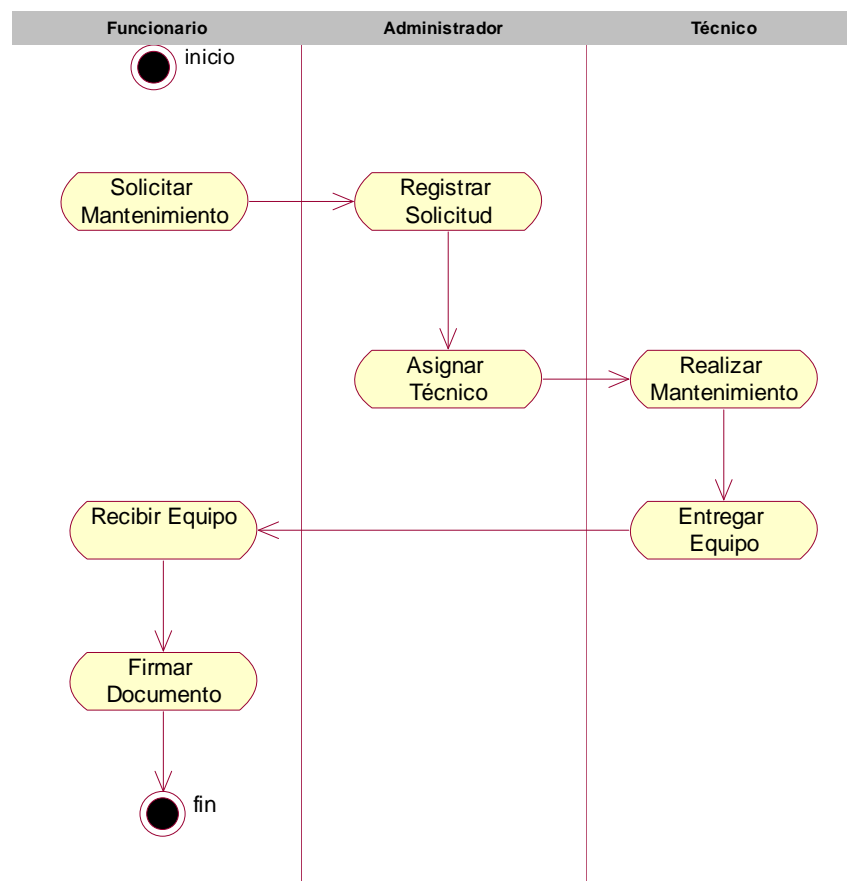 Funcionario
Administrador
Técnico
inicio
Solicitar
Mantenimiento
Registrar
Solicitud
Asignar
Técnico
Realizar
Mantenimiento
Recibir Equipo
Entregar
Equipo
Firmar
Documento
fin